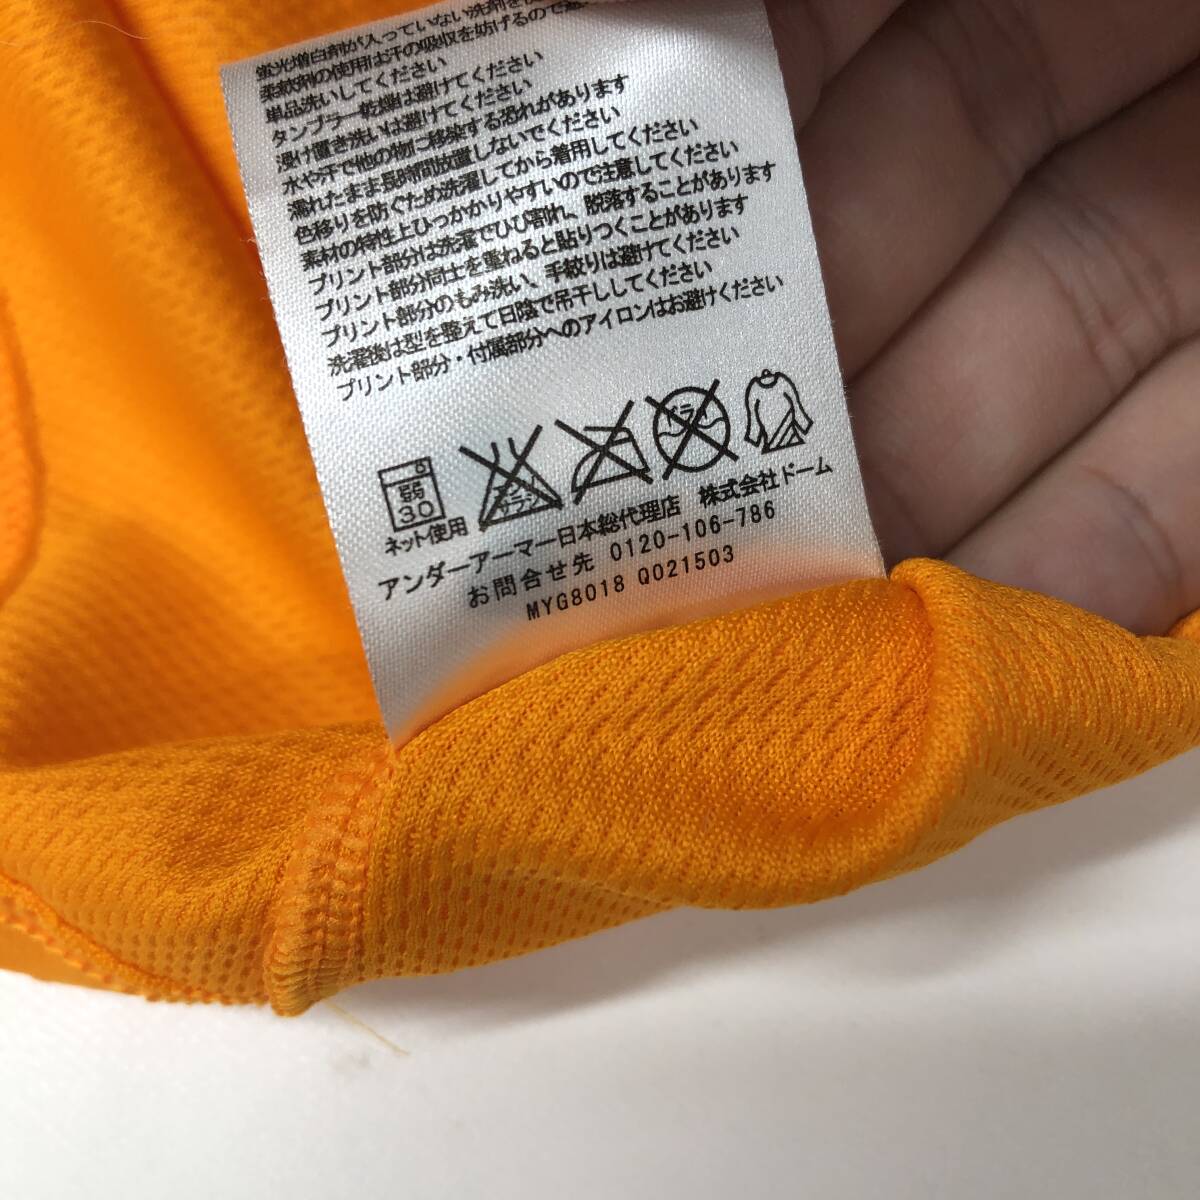 蛍光増白剤が入っていない洗剤を使
柔軟剤の使用は汗の吸収を妨げるので避
単品洗いしてください
タンブラー乾燥は避けてください
浸け置き洗いは避けてください
水や汗で他の物に移染する恐れがあります
濡れたまま長時間放置しないでください
色移りを防ぐため洗濯してから着用してください
素材の特性上ひっかかりやすいので注意してください
プリント部分は洗濯でひび割れ、脱落することがあります
プリント部分同士を重ねると貼りつくことがあります
プリント部分のもみ洗い、手絞りは避けてください
洗濯後は型を整えて日陰で吊干ししてください
プリント部分・付属部分へのアイロンはお避けください
弱
30
エンソ
サラシ
ドライ
ネット使用
アンダーアーマー日本総代理店 株式会社ドーム
お問合せ先 0120-106-786
MYG8018 Q021503